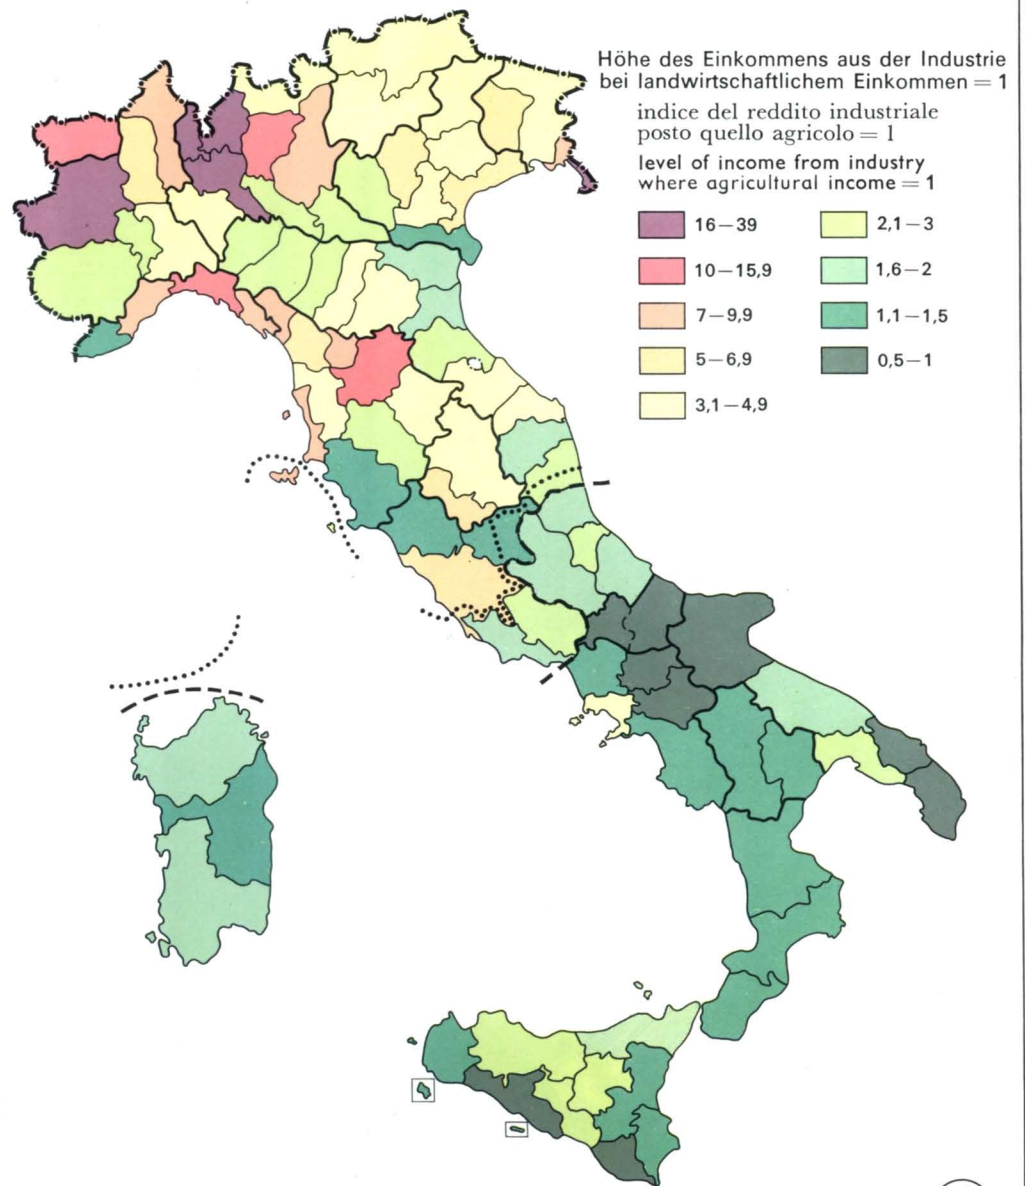 Höhe des Einkommens aus der Industrie
bei landwirtschaftlichem Einkommen = 1
indice del reddito industriale
posto quello agricolo = 1
level of income from industry
where agricultural income = 1
16–39
10–15,9
7–9,9
5–6,9
3,1–4,9
2,1–3
1,6–2
1,1–1,5
0,5–1